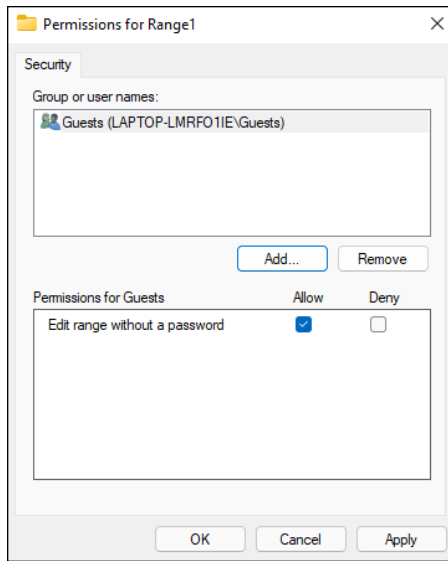 Permissions for Range1
Security
Group or user names:
Guests (LAPTOP-LMRFO1IE\Guests)
Add... Remove
Permissions for Guests Allow Deny
Edit range without a password
OK Cancel Apply